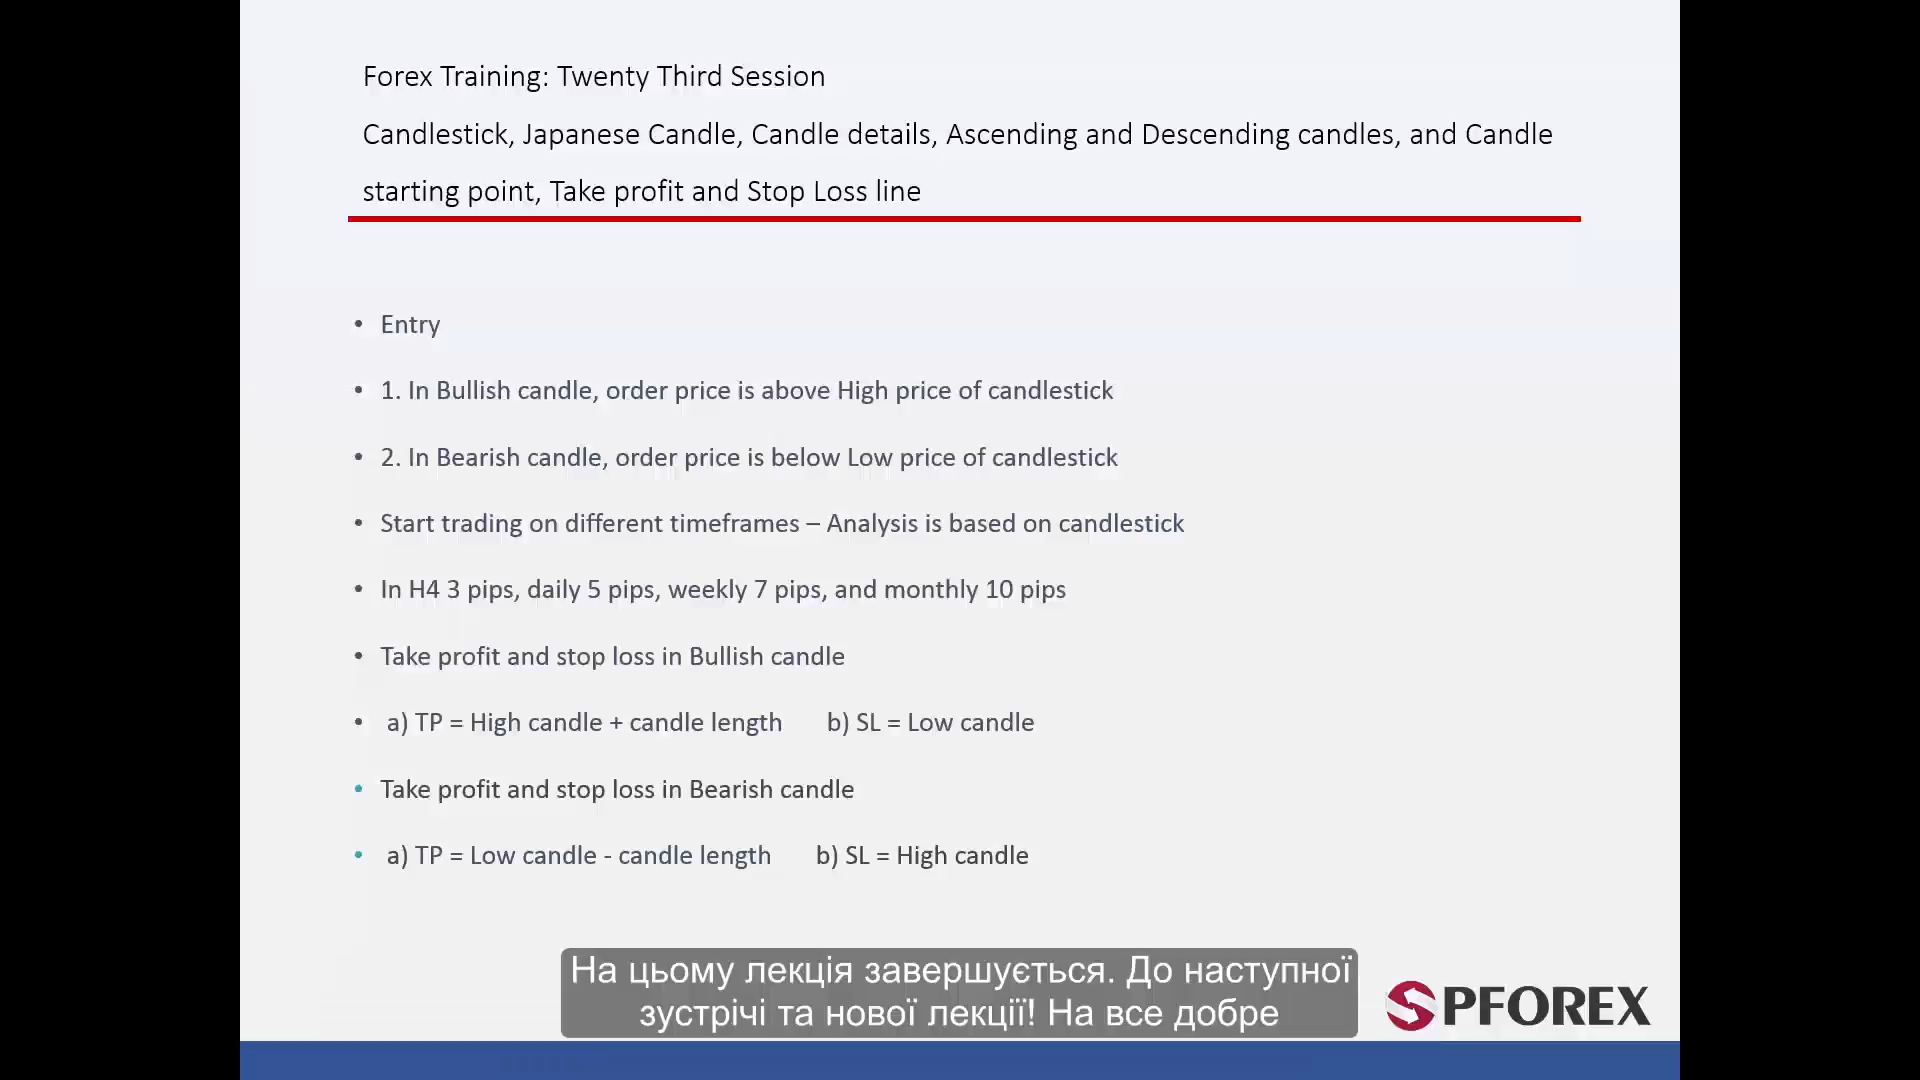 Forex Training: Twenty Third Session
Candlestick, Japanese Candle, Candle details, Ascending and Descending candles, and Candle
starting point, Take profit and Stop Loss line
• Entry
• 1. In Bullish candle, order price is above High price of candlestick
• 2. In Bearish candle, order price is below Low price of candlestick
• Start trading on different timeframes – Analysis is based on candlestick
• In H4 3 pips, daily 5 pips, weekly 7 pips, and monthly 10 pips
• Take profit and stop loss in Bullish candle
• a) TP = High candle + candle length b) SL = Low candle
• Take profit and stop loss in Bearish candle
• a) TP = Low candle - candle length b) SL = High candle
На цьому лекція завершується. До наступної
зустрічі та нової лекції! На все добре
SPFOREX